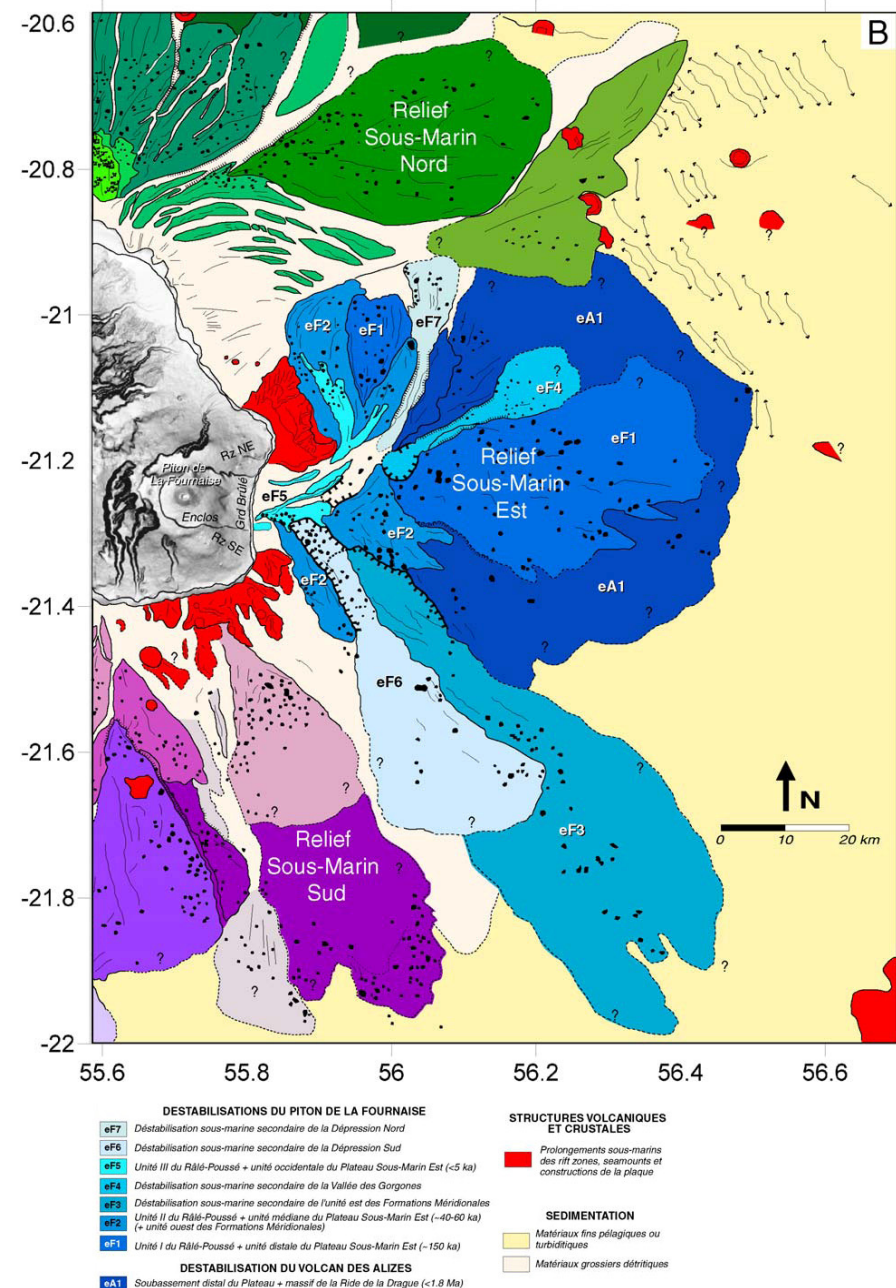 B
-20.6
-20.8
-21
-21.2
-21.4
-21.6
-21.8
-22
55.6
55.8
56
56.2
56.4
56.6
Relief
Sous-Marin
Nord
eF2
eF1
eF7
eA1
eF4
eF1
Relief
Sous-Marin
Est
eF5
eF2
eF2
eA1
eF6
eF3
Relief
Sous-Marin
Sud
Rz NE
Piton de
La Fournaise
Enclos
Grd Brûlé
Rz SE
N
0 10 20 km
DESTABILISATIONS DU PITON DE LA FOURNAISE
eF7 Déstabilisation sous-marine secondaire de la Dépression Nord
eF6 Déstabilisation sous-marine secondaire de la Dépression Sud
eF5 Unité III du Râlé-Poussé + unité occidentale du Plateau Sous-Marin Est (<5 ka)
eF4 Déstabilisation sous-marine secondaire de la Vallée des Gorgones
eF3 Déstabilisation sous-marine secondaire de l'unité est des Formations Méridionales
eF2 Unité II du Râlé-Poussé + unité médiane du Plateau Sous-Marin Est (~40-60 ka)
(+ unité ouest des Formations Méridionales)
eF1 Unité I du Râlé-Poussé + unité distale du Plateau Sous-Marin Est (~150 ka)
DESTABILISATION DU VOLCAN DES ALIZES
eA1 Soubassement distal du Plateau + massif de la Ride de la Drague (<1.8 Ma)
STRUCTURES VOLCANIQUES
ET CRUSTALES
Prolongements sous-marins
des rift zones, seamounts et
constructions de la plaque
SEDIMENTATION
Matériaux fins pélagiques ou
turbiditiques
Matériaux grossiers détritiques